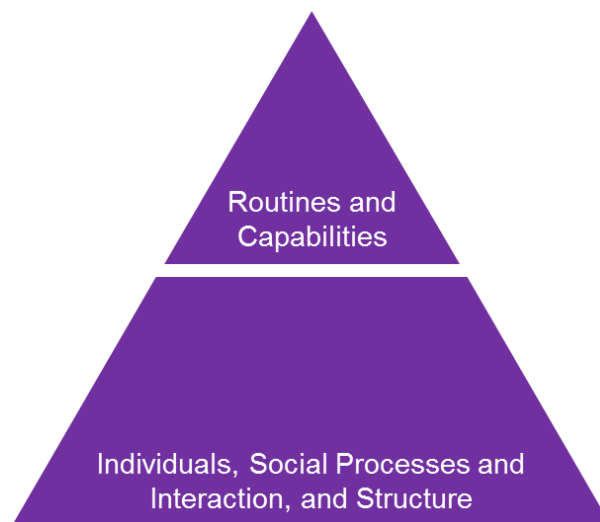 Routines and
Capabilities
Individuals, Social Processes and
Interaction, and Structure